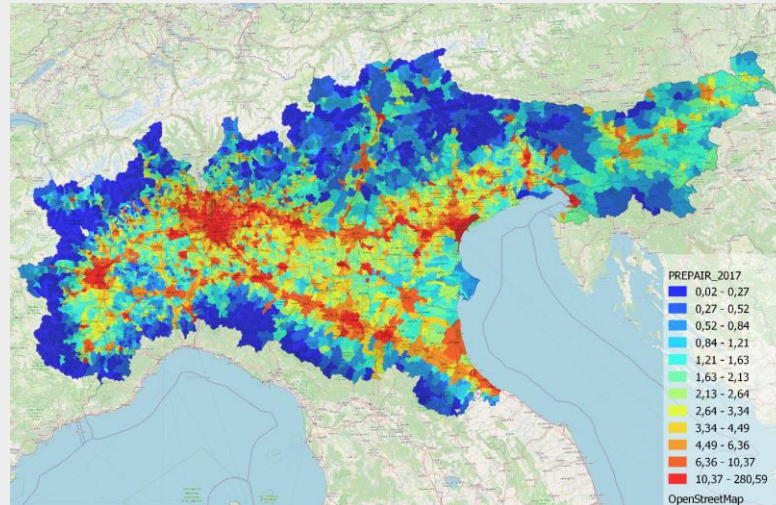 PREPAIR_2017
0,02 - 0,27
0,27 - 0,52
0,52 - 0,84
0,84 - 1,21
1,21 - 1,63
1,63 - 2,13
2,13 - 2,64
2,64 - 3,34
3,34 - 4,49
4,49 - 6,36
6,36 - 10,37
10,37 - 280,59
OpenStreetMap